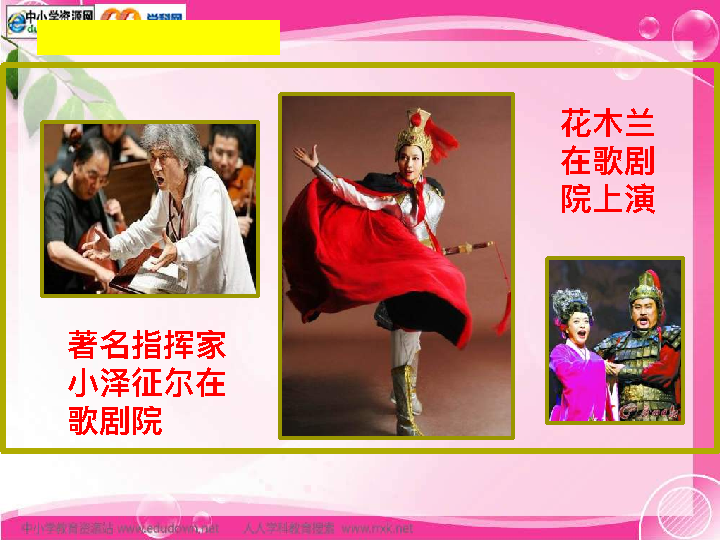 中小学资源网
学科网
花木兰
在歌剧
院上演
著名指挥家
小泽征尔在
歌剧院
中小学教育资源站 www.edudown.net 人人学科教育搜索 www.rrxk.net